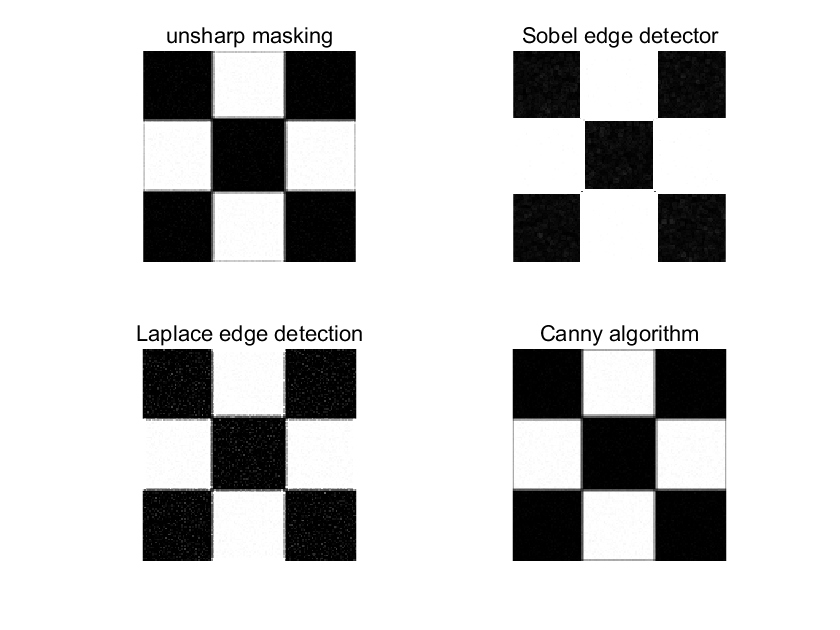 unsharp masking
Sobel edge detector
Laplace edge detection
Canny algorithm